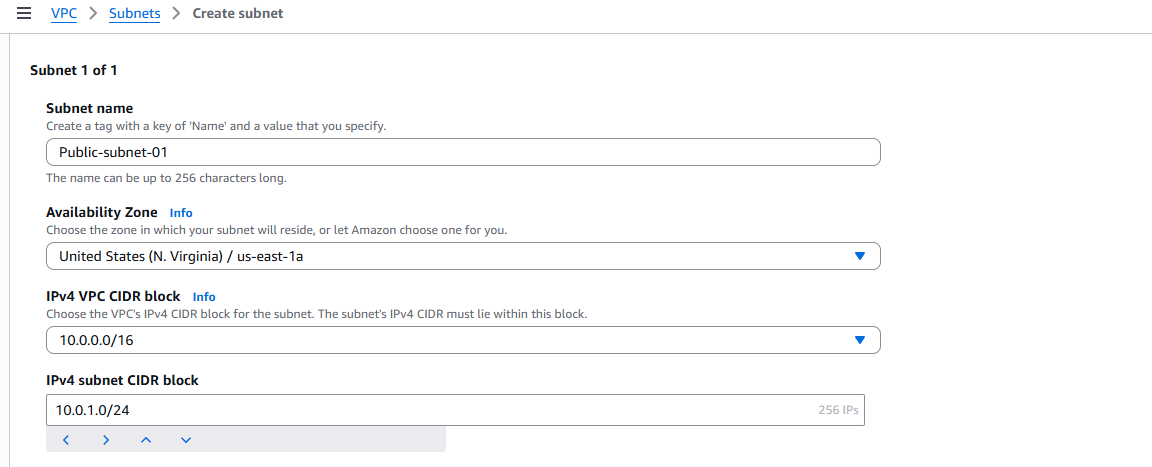 VPC > Subnets > Create subnet
Subnet 1 of 1
Subnet name
Create a tag with a key of 'Name' and a value that you specify.
Public-subnet-01
The name can be up to 256 characters long.
Availability Zone Info
Choose the zone in which your subnet will reside, or let Amazon choose one for you.
United States (N. Virginia) / us-east-1a
IPv4 VPC CIDR block Info
Choose the VPC's IPv4 CIDR block for the subnet. The subnet's IPv4 CIDR must lie within this block.
10.0.0.0/16
IPv4 subnet CIDR block
10.0.1.0/24 256 IPs